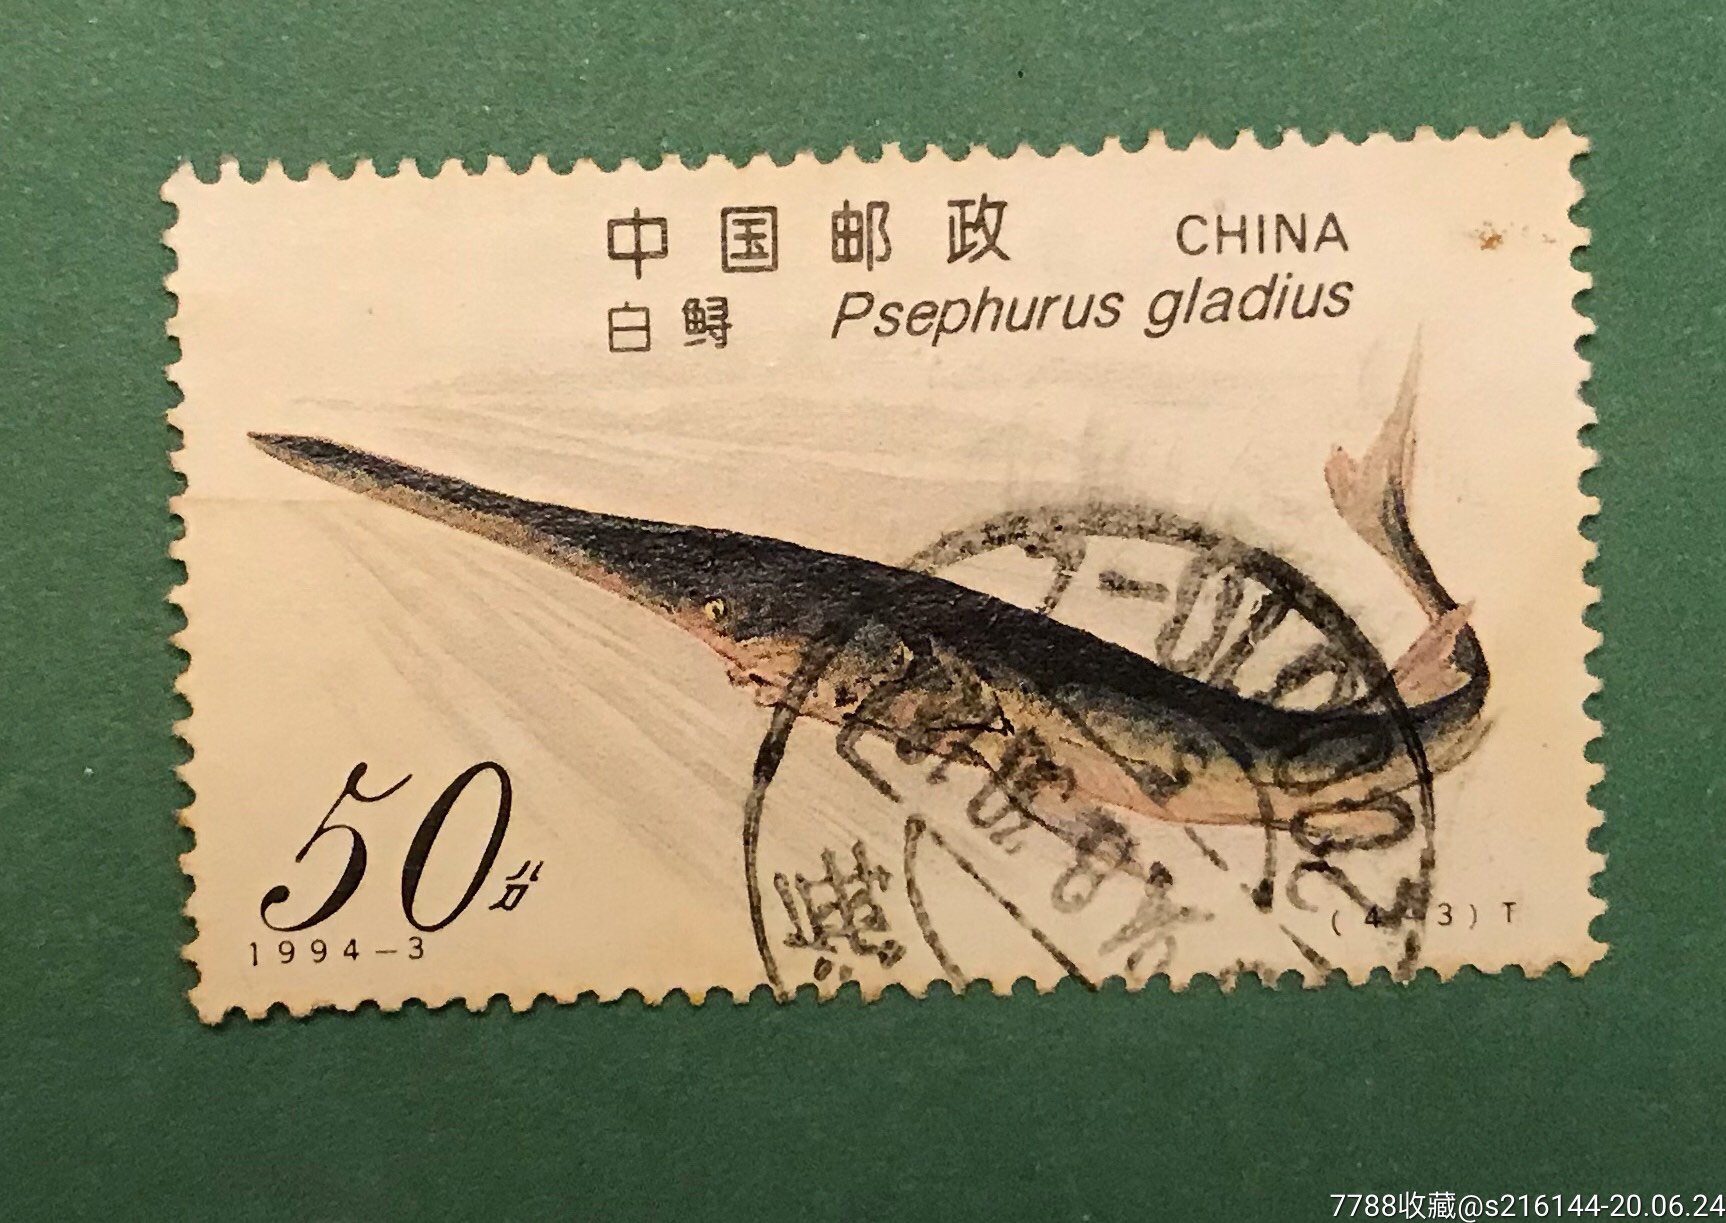 中国邮政 CHINA
白鲟 Psephurus gladius
50分
1994-3
(4-3)T
7788收藏@s216144-20.06.24